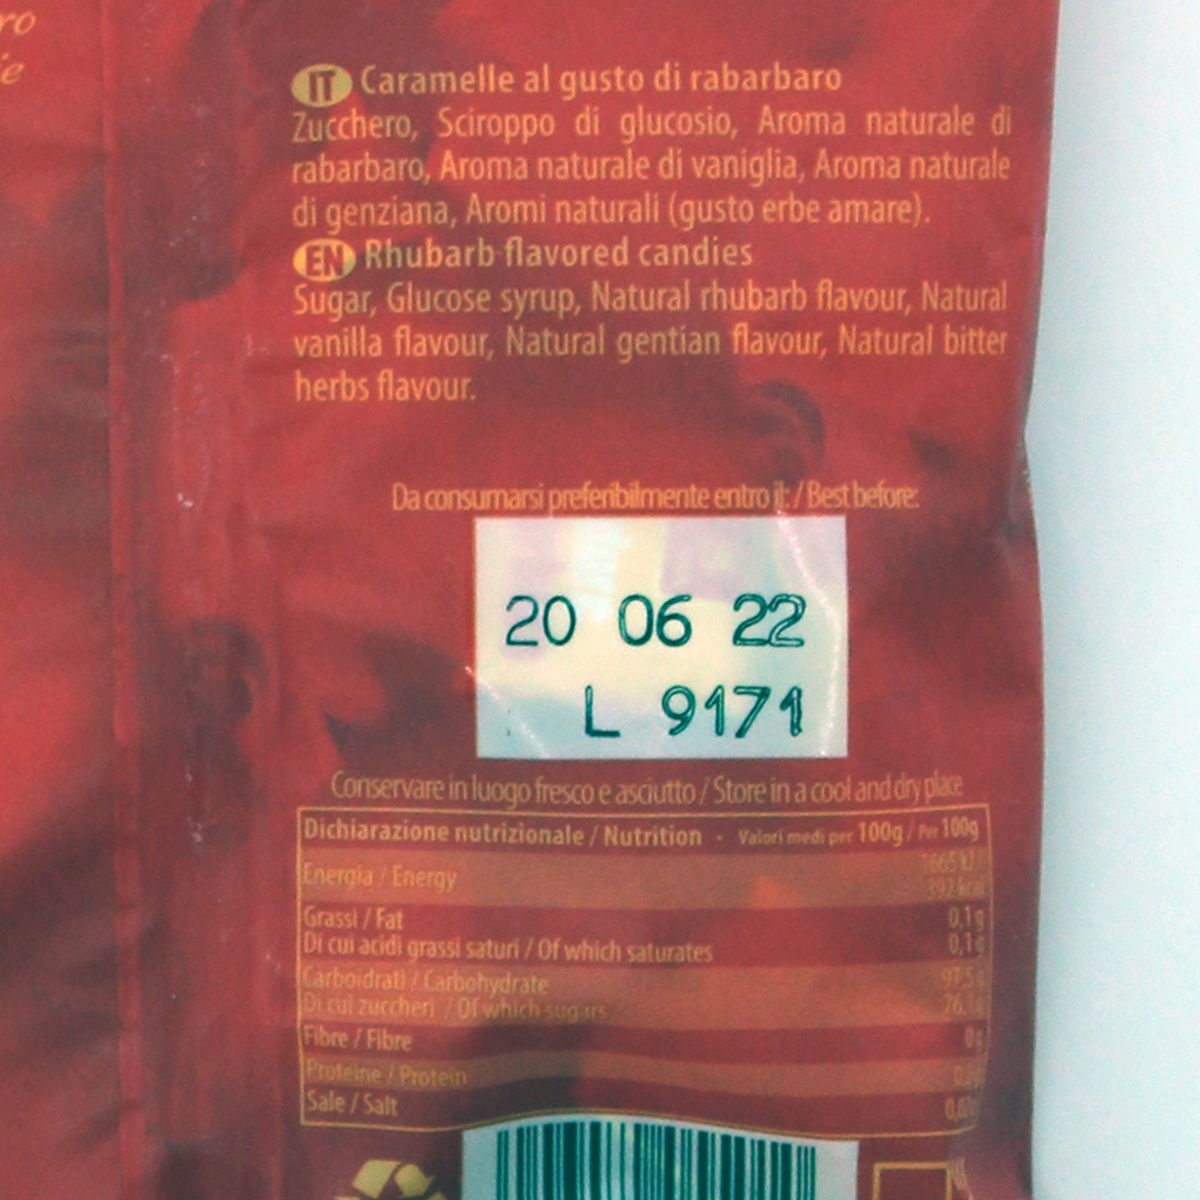 ro
ie
IT Caramelle al gusto di rabarbaro
Zucchero, Sciroppo di glucosio, Aroma naturale di
rabarbaro, Aroma naturale di vaniglia, Aroma naturale
di genziana, Aromi naturali (gusto erbe amare).
EN Rhubarb flavored candies
Sugar, Glucose syrup, Natural rhubarb flavour, Natural
vanilla flavour, Natural gentian flavour, Natural bitter
herbs flavour.
Da consumarsi preferibilmente entro il: / Best before:
20 06 22
L 9171
Conservare in luogo fresco e asciutto / Store in a cool and dry place
Dichiarazione nutrizionale / Nutrition - Valori medi per 100g / Per 100g
Energia / Energy 1665 kJ /
392 kcal
Grassi / Fat 0,1 g
Di cui acidi grassi saturi / Of which saturates 0,1 g
Carboidrati / Carbohydrate 97,5 g
Di cui zuccheri / Of which sugars
Fibre / Fibre 0g
Proteine / Protein
Sale / Salt